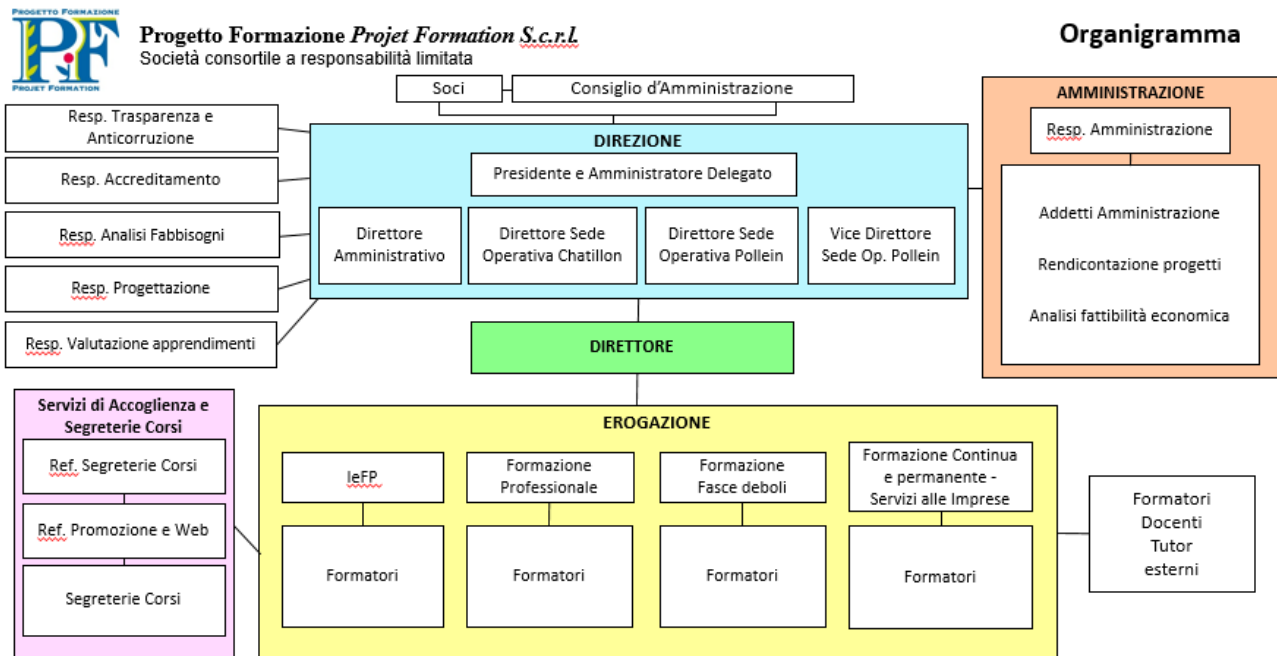 PROGETTO FORMAZIONE
PiF
PROJET FORMATION
Progetto Formazione Projet Formation S.c.r.l.
Società consortile a responsabilità limitata
Organigramma
Soci
Consiglio d'Amministrazione
Resp. Trasparenza e
Anticorruzione
Resp. Accreditamento
Resp. Analisi Fabbisogni
Resp. Progettazione
Resp. Valutazione apprendimenti
DIREZIONE
Presidente e Amministratore Delegato
Direttore
Amministrativo
Direttore Sede
Operativa Chatillon
Direttore Sede
Operativa Pollein
Vice Direttore
Sede Op. Pollein
AMMINISTRAZIONE
Resp. Amministrazione
Addetti Amministrazione
Rendicontazione progetti
Analisi fattibilità economica
DIRETTORE
Servizi di Accoglienza e
Segreterie Corsi
Ref. Segreterie Corsi
Ref. Promozione e Web
Segreterie Corsi
EROGAZIONE
IeFP
Formatori
Formazione
Professionale
Formatori
Formazione
Fasce deboli
Formatori
Formazione Continua
e permanente -
Servizi alle Imprese
Formatori
Formatori
Docenti
Tutor
esterni